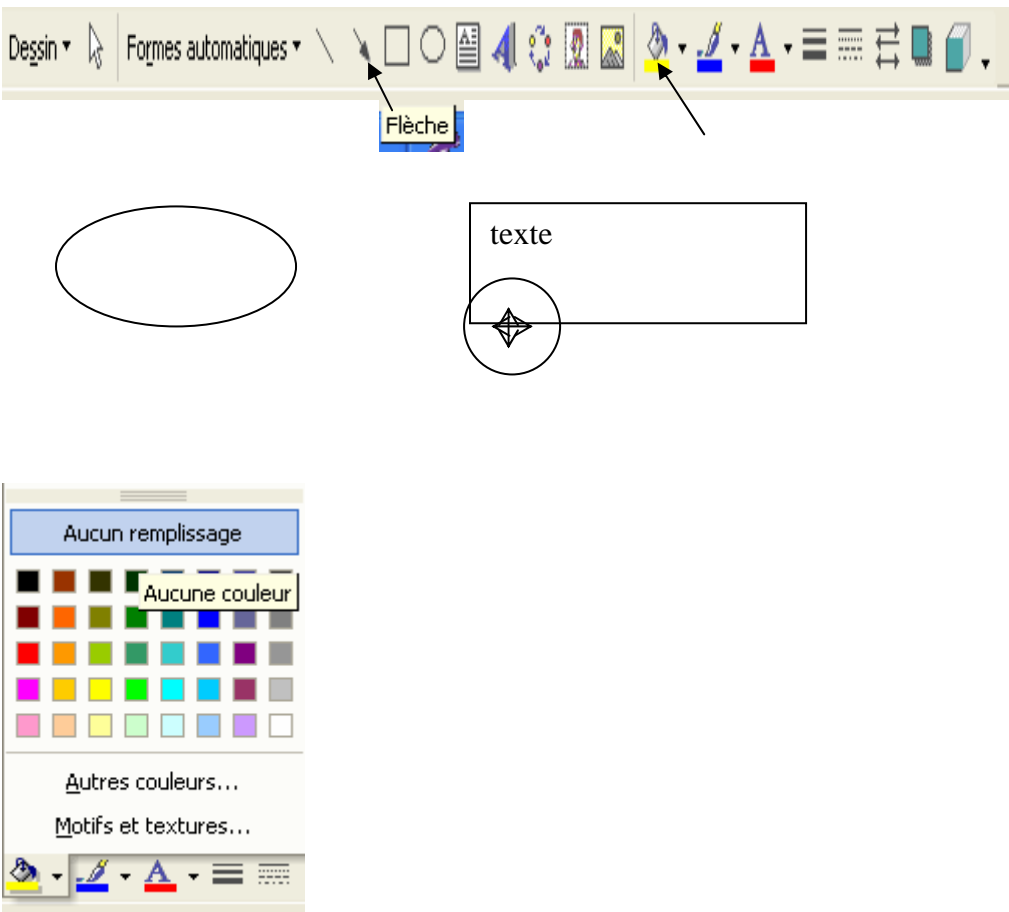 Dessin Formes automatiques
Flèche
texte
Aucun remplissage
Aucune couleur
Autres couleurs...
Motifs et textures...